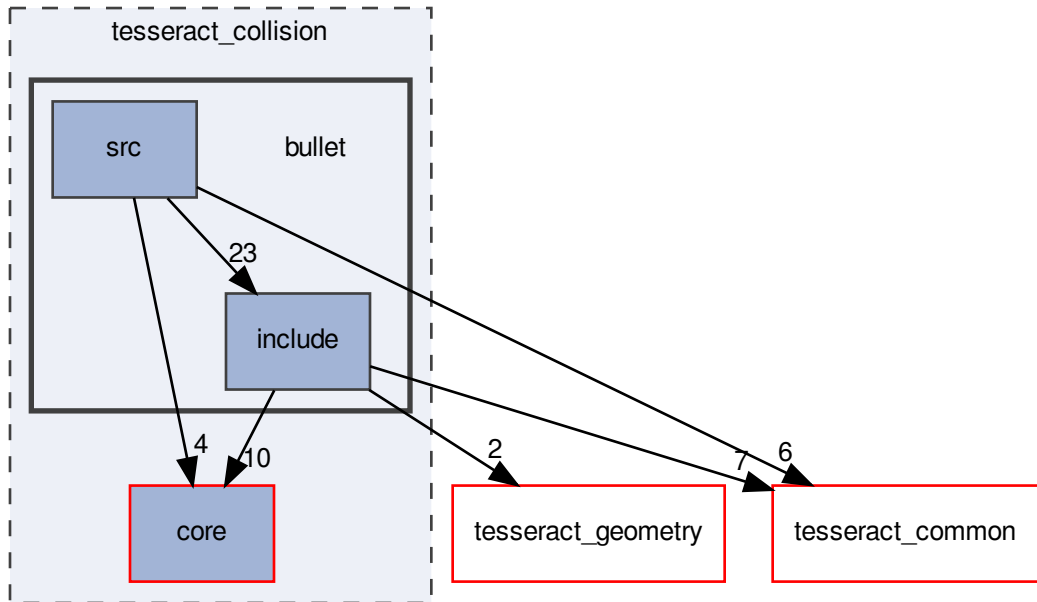 tesseract_collision
src
bullet
23
include
4
10
2
7
6
core
tesseract_geometry
tesseract_common